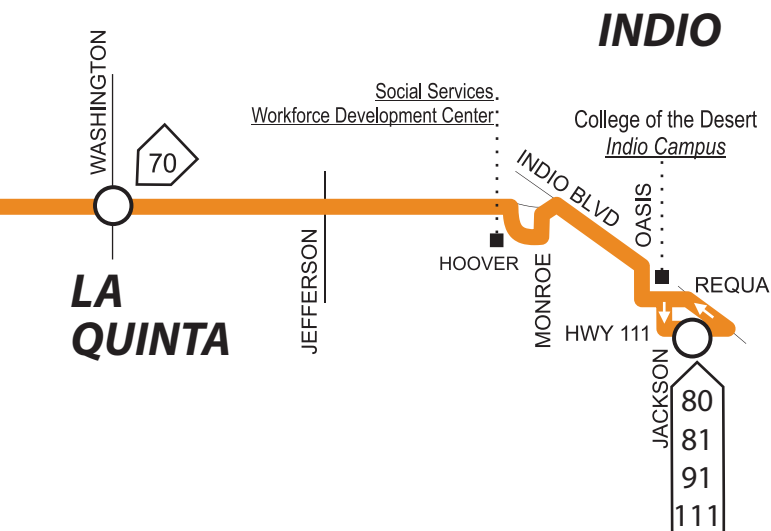 INDIO
WASHINGTON
70
Social Services
Workforce Development Center
College of the Desert
Indio Campus
INDIO BLVD
OASIS
HOOVER
MONROE
JEFFERSON
LA
QUINTA
REQUA
HWY 111
JACKSON
80
81
91
111